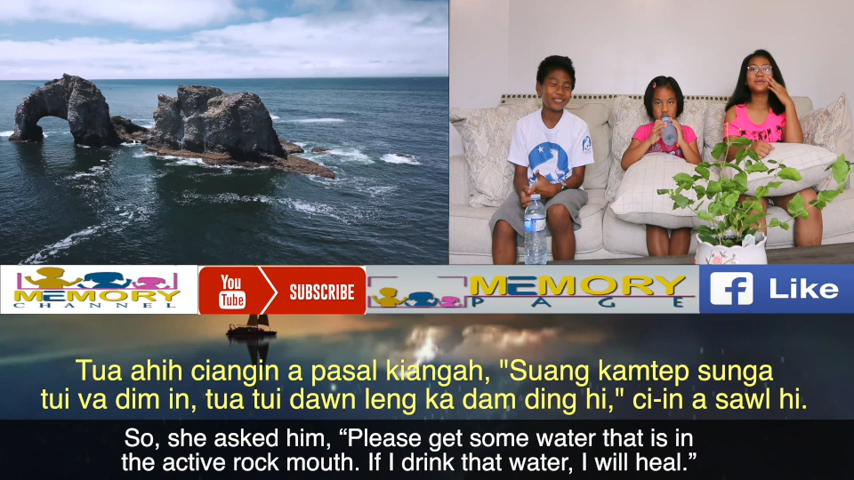 MEMORY
CHANNEL
You
Tube
SUBSCRIBE
MEMORY
PAGE
f Like
Tua ahih ciangin a pasal kiangah, "Suang kamtep sunga
tui va dim in, tua tui dawn leng ka dam ding hi," ci-in a sawl hi.
So, she asked him, “Please get some water that is in
the active rock mouth. If I drink that water, I will heal.”